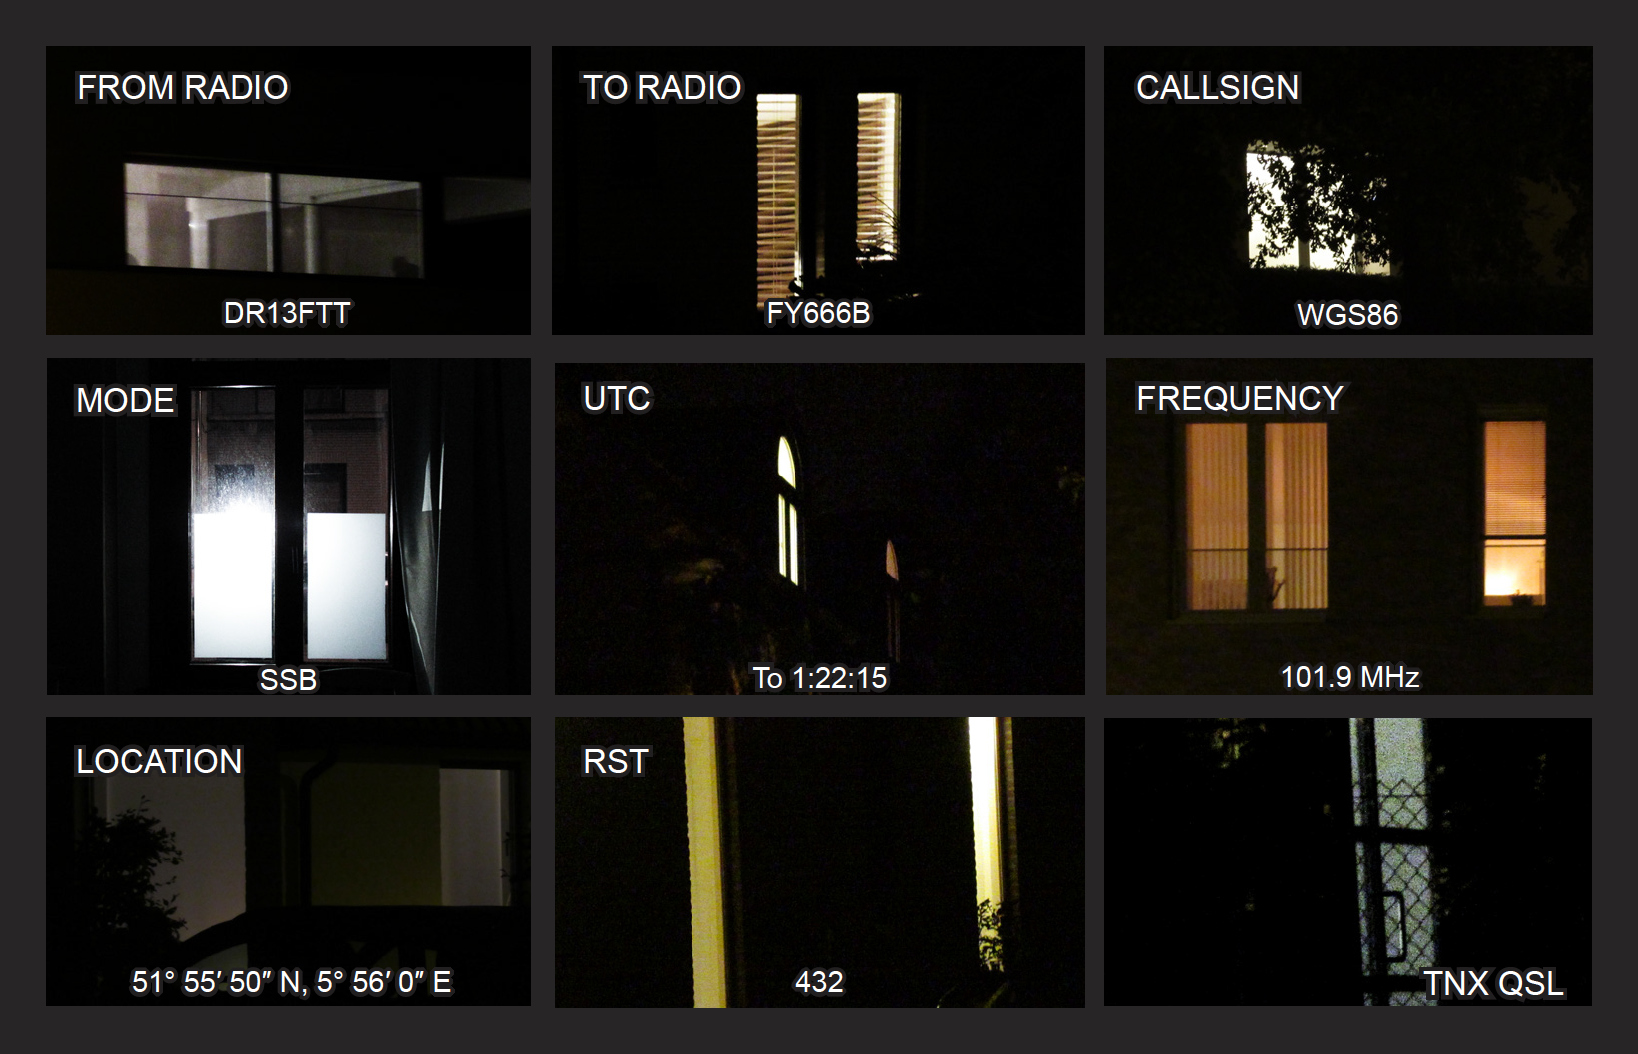 FROM RADIO
DR13FTT
TO RADIO
FY666B
CALLSIGN
WGS86
MODE
SSB
UTC
To 1:22:15
FREQUENCY
101.9 MHz
LOCATION
51° 55′ 50″ N, 5° 56′ 0″ E
RST
432
TNX QSL